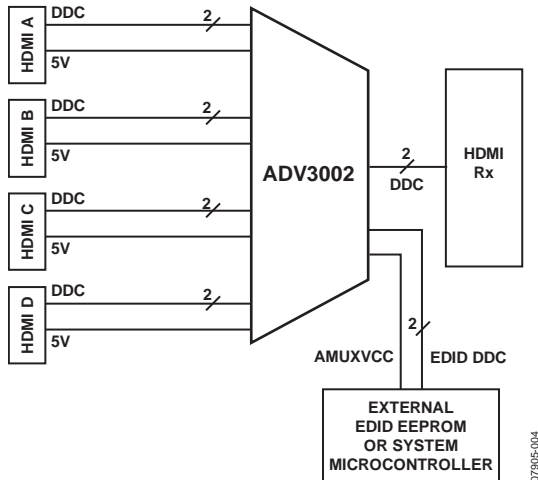 HDMI A
DDC
2
5V
HDMI B
DDC
2
5V
HDMI C
DDC
2
5V
HDMI D
DDC
2
5V
ADV3002
2
DDC
HDMI
Rx
2
AMUXVCC
EDID DDC
EXTERNAL
EDID EEPROM
OR SYSTEM
MICROCONTROLLER
07905-004